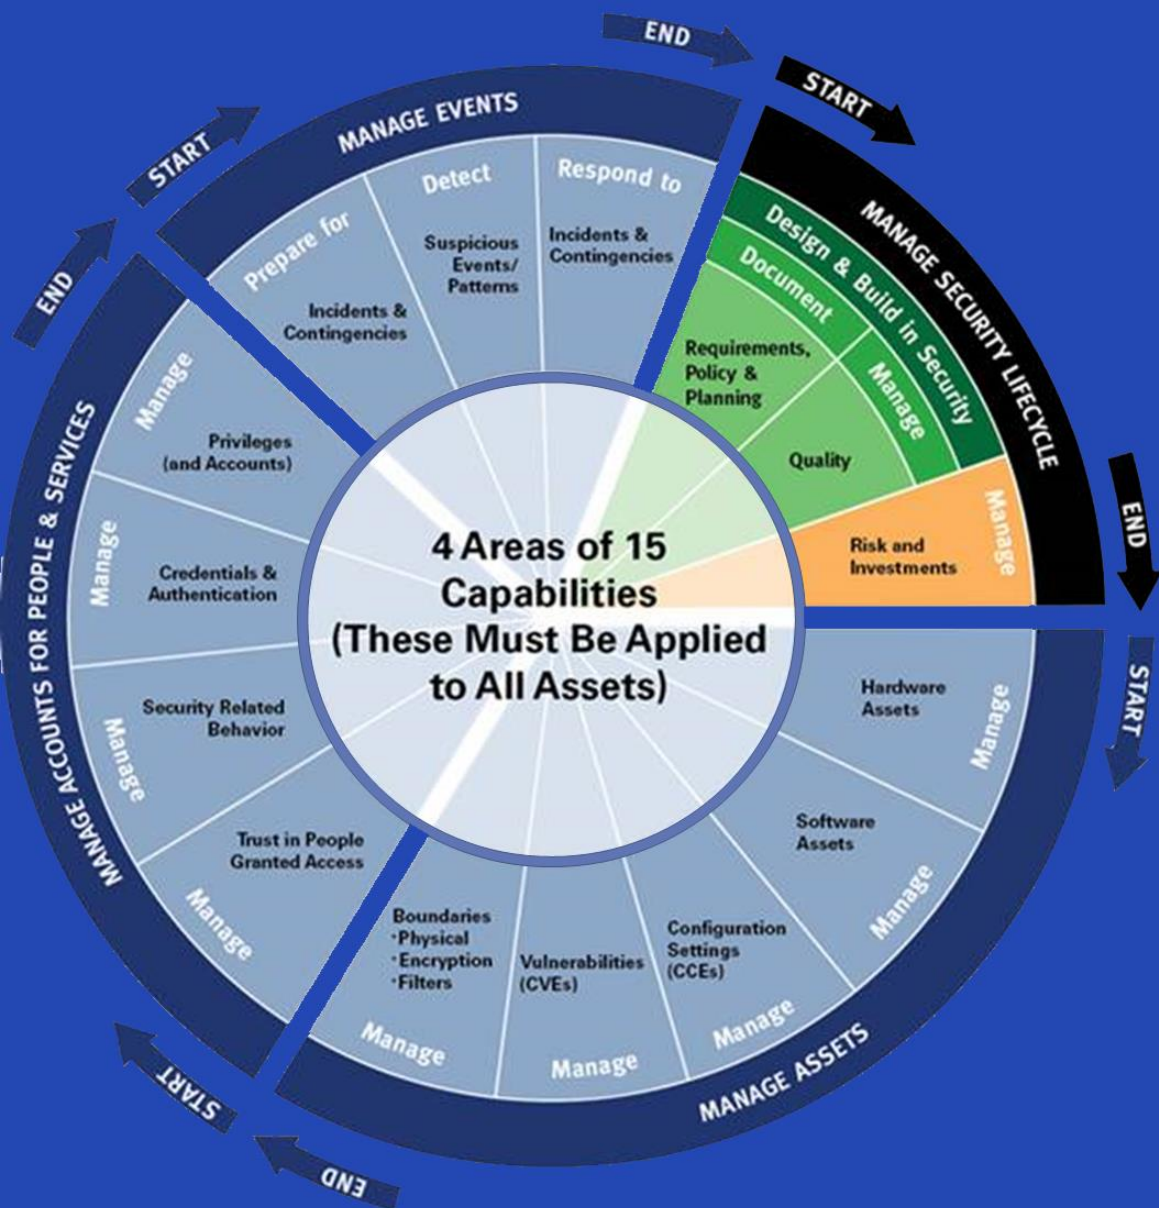 END
START
MANAGE SECURITY LIFECYCLE
Design & Build in Security
Document
Requirements,
Policy &
Planning
Manage
Quality
Manage
Risk and
Investments
END
START
MANAGE ASSETS
Hardware
Assets
Manage
Software
Assets
Manage
Configuration
Settings
(CCEs)
Manage
Vulnerabilities
(CVEs)
Manage
Boundaries
·Physical
·Encryption
·Filters
Manage
END
START
MANAGE ACCOUNTS FOR PEOPLE & SERVICES
Trust in People
Granted Access
Manage
Security Related
Behavior
Manage
Credentials &
Authentication
Manage
Privileges
(and Accounts)
Manage
END
START
MANAGE EVENTS
Prepare for
Incidents &
Contingencies
Detect
Suspicious
Events/
Patterns
Respond to
Incidents &
Contingencies
4 Areas of 15
Capabilities
(These Must Be Applied
to All Assets)